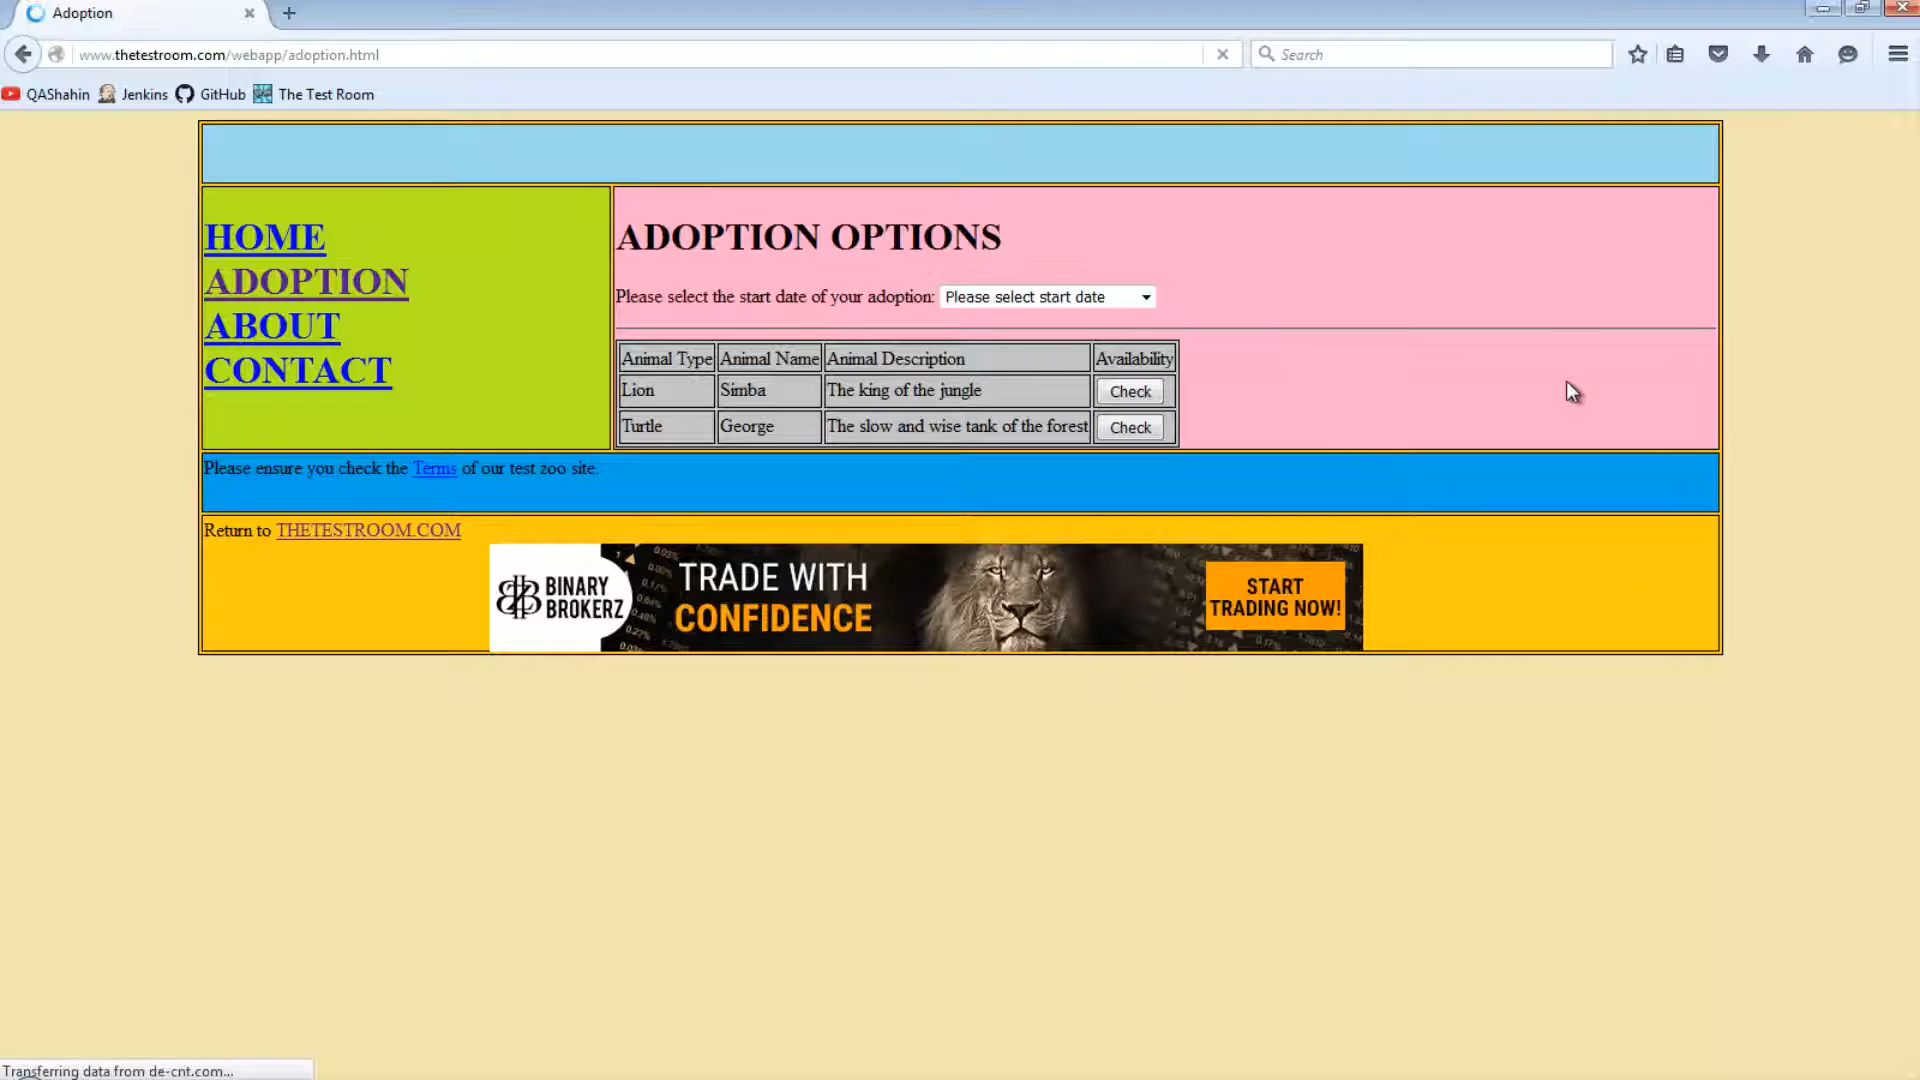 Adoption
www.thetestroom.com/webapp/adoption.html
Search
QAShahin Jenkins GitHub The Test Room
HOME
ADOPTION
ABOUT
CONTACT
ADOPTION OPTIONS
Please select the start date of your adoption: Please select start date
Animal Type Animal Name Animal Description Availability
Lion Simba The king of the jungle Check
Turtle George The slow and wise tank of the forest Check
Please ensure you check the Terms of our test zoo site.
Return to THETESTROOM.COM
BINARY
BROKERZ
TRADE WITH
CONFIDENCE
START
TRADING NOW!
Transferring data from de-cnt.com...